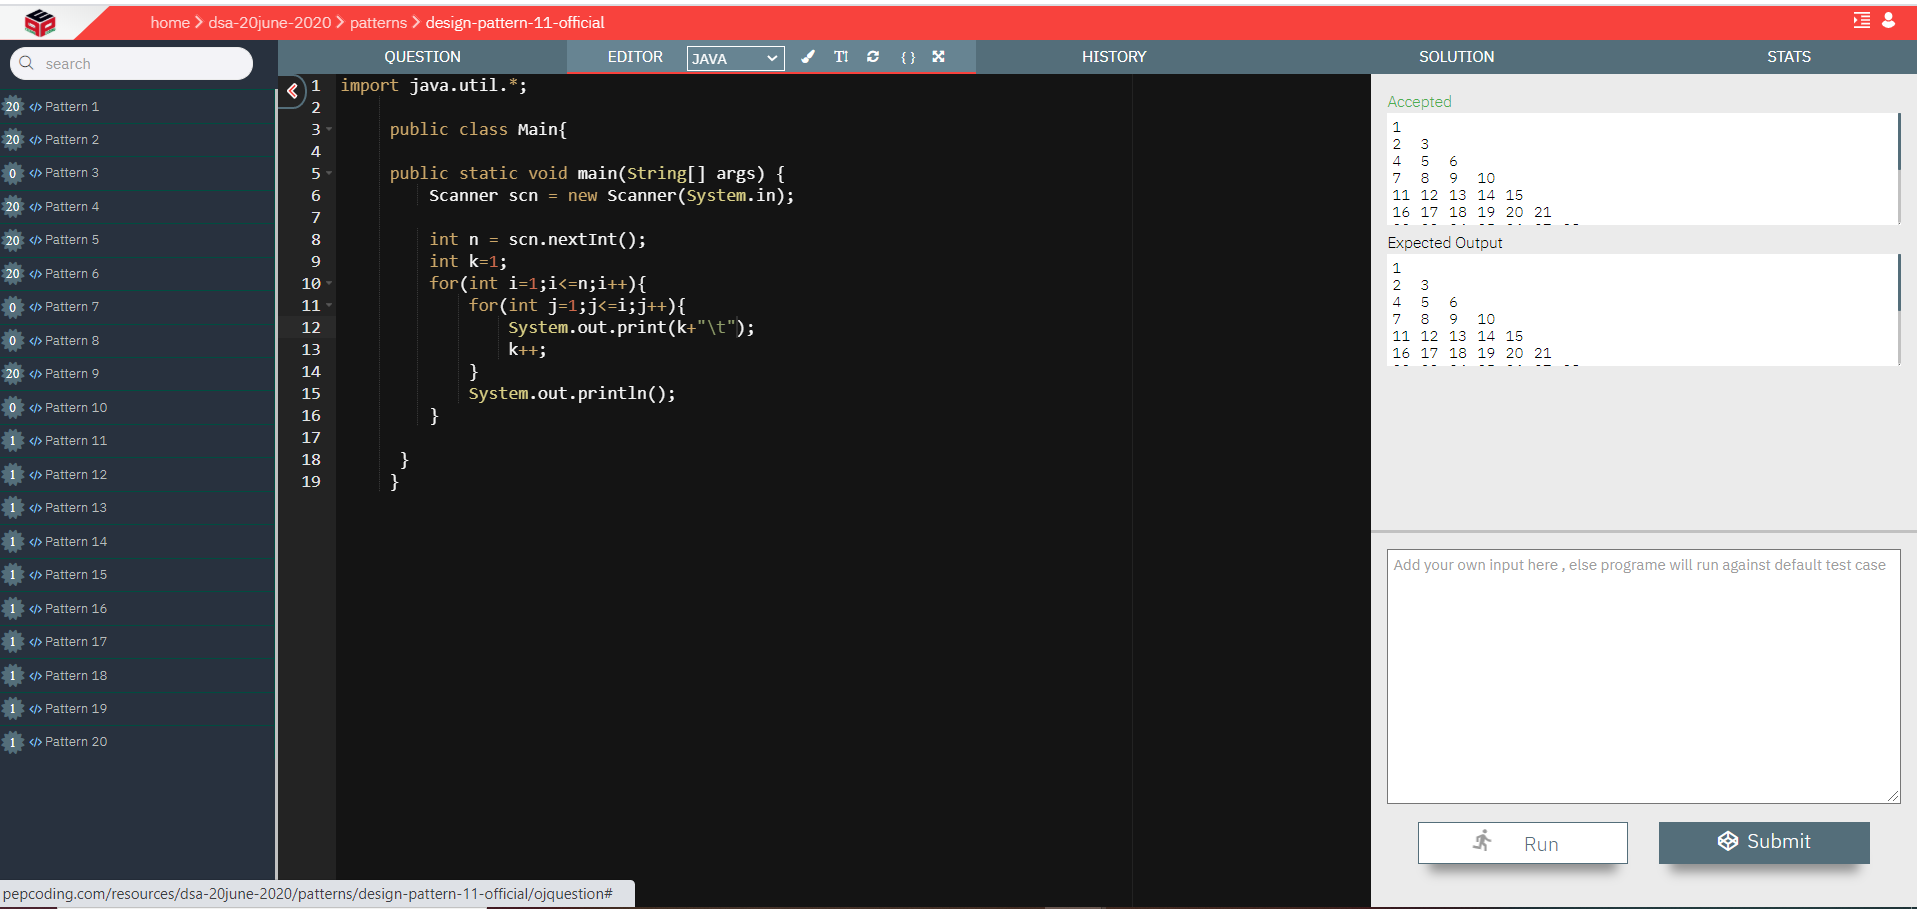 home > dsa-20june-2020 > patterns > design-pattern-11-official
search
20 </> Pattern 1
20 </> Pattern 2
0 </> Pattern 3
20 </> Pattern 4
20 </> Pattern 5
20 </> Pattern 6
0 </> Pattern 7
0 </> Pattern 8
20 </> Pattern 9
0 </> Pattern 10
1 </> Pattern 11
1 </> Pattern 12
1 </> Pattern 13
1 </> Pattern 14
1 </> Pattern 15
1 </> Pattern 16
1 </> Pattern 17
1 </> Pattern 18
1 </> Pattern 19
1 </> Pattern 20
QUESTION EDITOR JAVA { } HISTORY SOLUTION STATS
1 import java.util.*;
2
3 public class Main{
4
5 public static void main(String[] args) {
6 Scanner scn = new Scanner(System.in);
7
8 int n = scn.nextInt();
9 int k=1;
10 for(int i=1;i<=n;i++){
11 for(int j=1;j<=i;j++){
12 System.out.print(k+"\t");
13 k++;
14 }
15 System.out.println();
16 }
17
18 }
19 }
Accepted
1
2 3
4 5 6
7 8 9 10
11 12 13 14 15
16 17 18 19 20 21
Expected Output
1
2 3
4 5 6
7 8 9 10
11 12 13 14 15
16 17 18 19 20 21
Add your own input here , else programe will run against default test case
Run
Submit
pepcoding.com/resources/dsa-20june-2020/patterns/design-pattern-11-official/ojquestion#